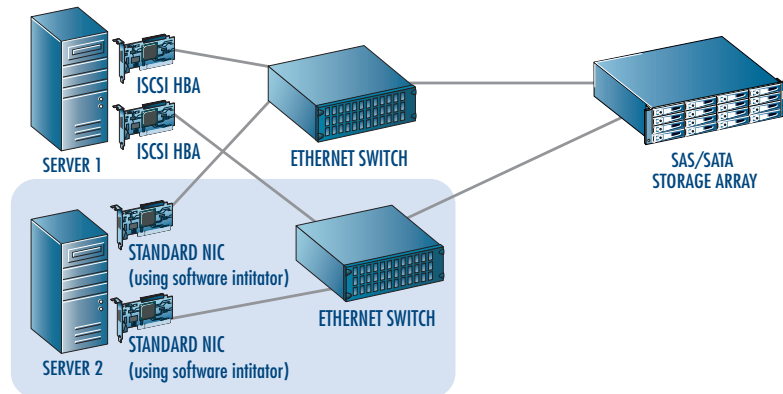 ISCSI HBA
ISCSI HBA
SERVER 1
ETHERNET SWITCH
SAS/SATA
STORAGE ARRAY
STANDARD NIC
(using software intitator)
ETHERNET SWITCH
STANDARD NIC
(using software intitator)
SERVER 2